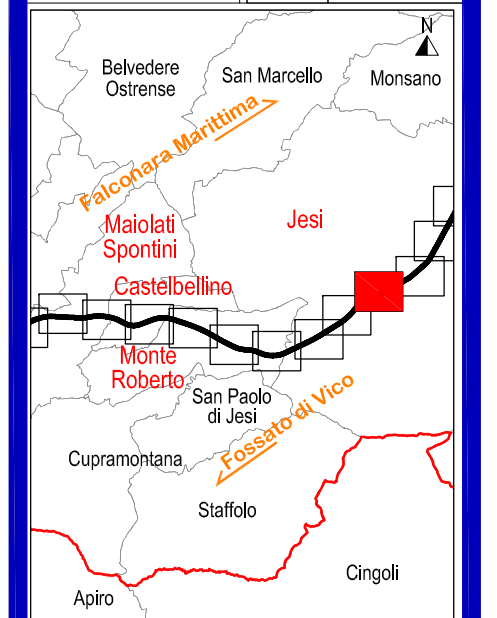 N
Belvedere
Ostrense
San Marcello
Monsano
Falconara Marittima
Maiolati
Spontini
Jesi
Castelbellino
Monte
Roberto
San Paolo
di Jesi
Fossato di Vico
Cupramontana
Staffolo
Cingoli
Apiro